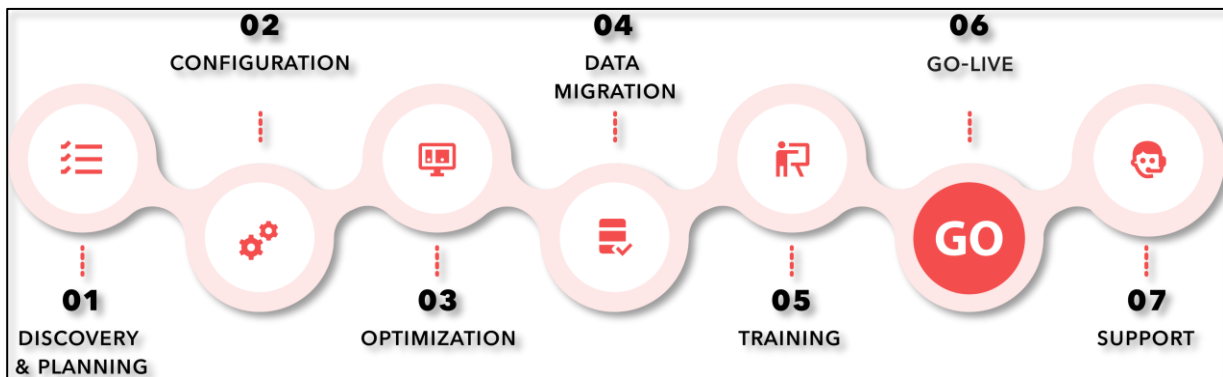 01
DISCOVERY
& PLANNING
02
CONFIGURATION
03
OPTIMIZATION
04
DATA
MIGRATION
05
TRAINING
06
GO-LIVE
GO
07
SUPPORT